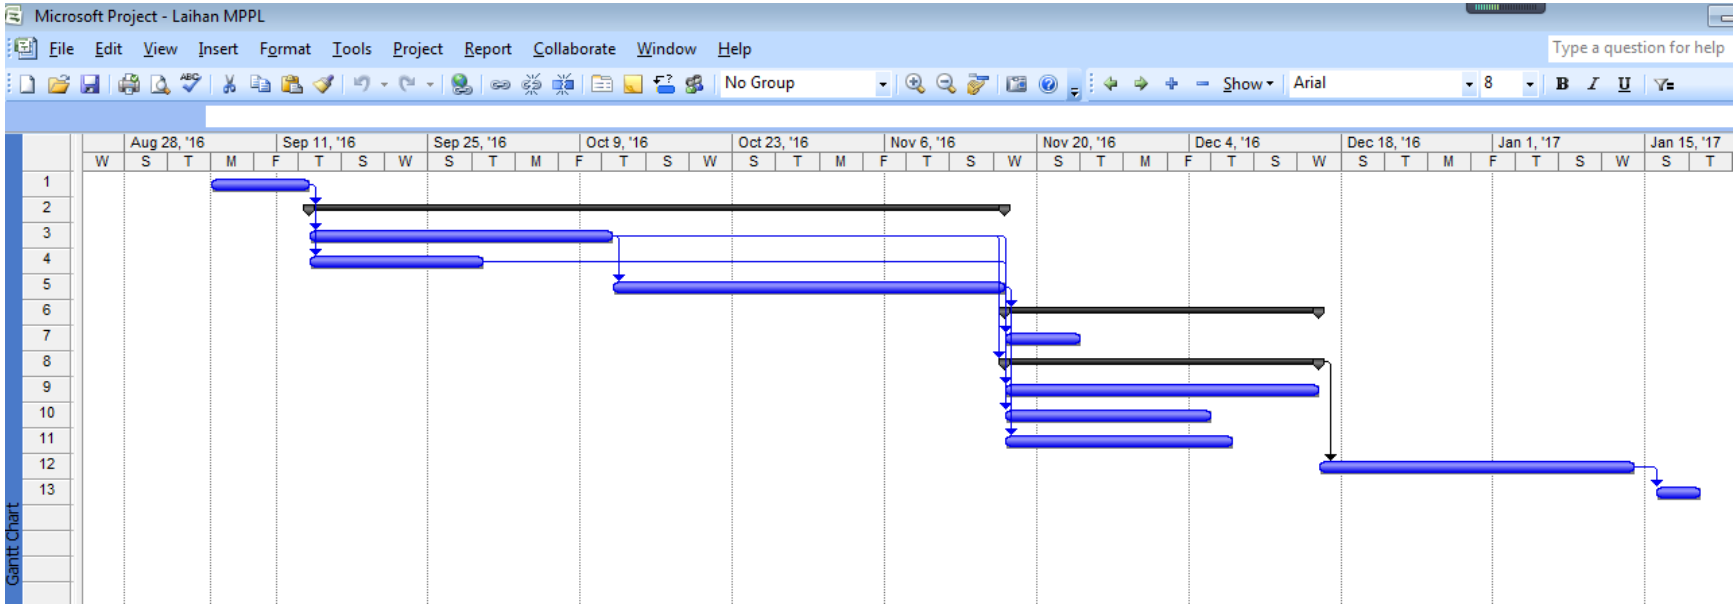 Microsoft Project - Laihan MPPL
File Edit View Insert Format Tools Project Report Collaborate Window Help
Type a question for help
ABC
No Group
Show
Arial
8
B I U
Aug 28, '16 Sep 11, '16 Sep 25, '16 Oct 9, '16 Oct 23, '16 Nov 6, '16 Nov 20, '16 Dec 4, '16 Dec 18, '16 Jan 1, '17 Jan 15, '17
W S T M F T S W S T M F T S W S T M F S W S T M F T S W S T M F T S W S T
1
2
3
4
5
6
7
8
9
10
11
12
13
Gantt Chart